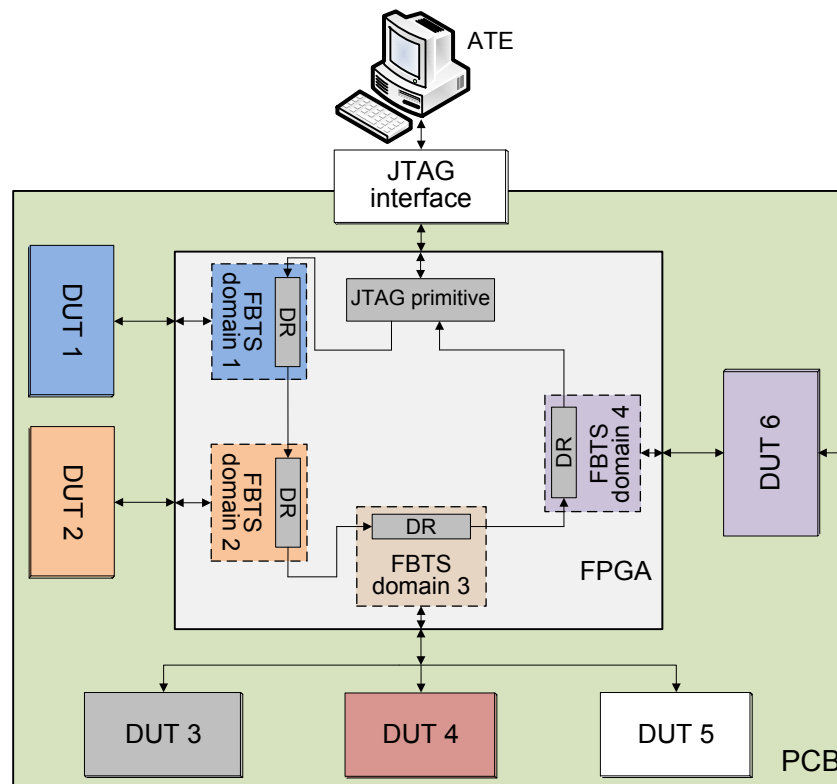 ATE
JTAG
interface
DUT 1
FBTS
domain 1
DR
JTAG primitive
DUT 2
FBTS
domain 2
DR
DR
FBTS
domain 3
DR
FBTS
domain 4
DUT 6
FPGA
DUT 3
DUT 4
DUT 5
PCB